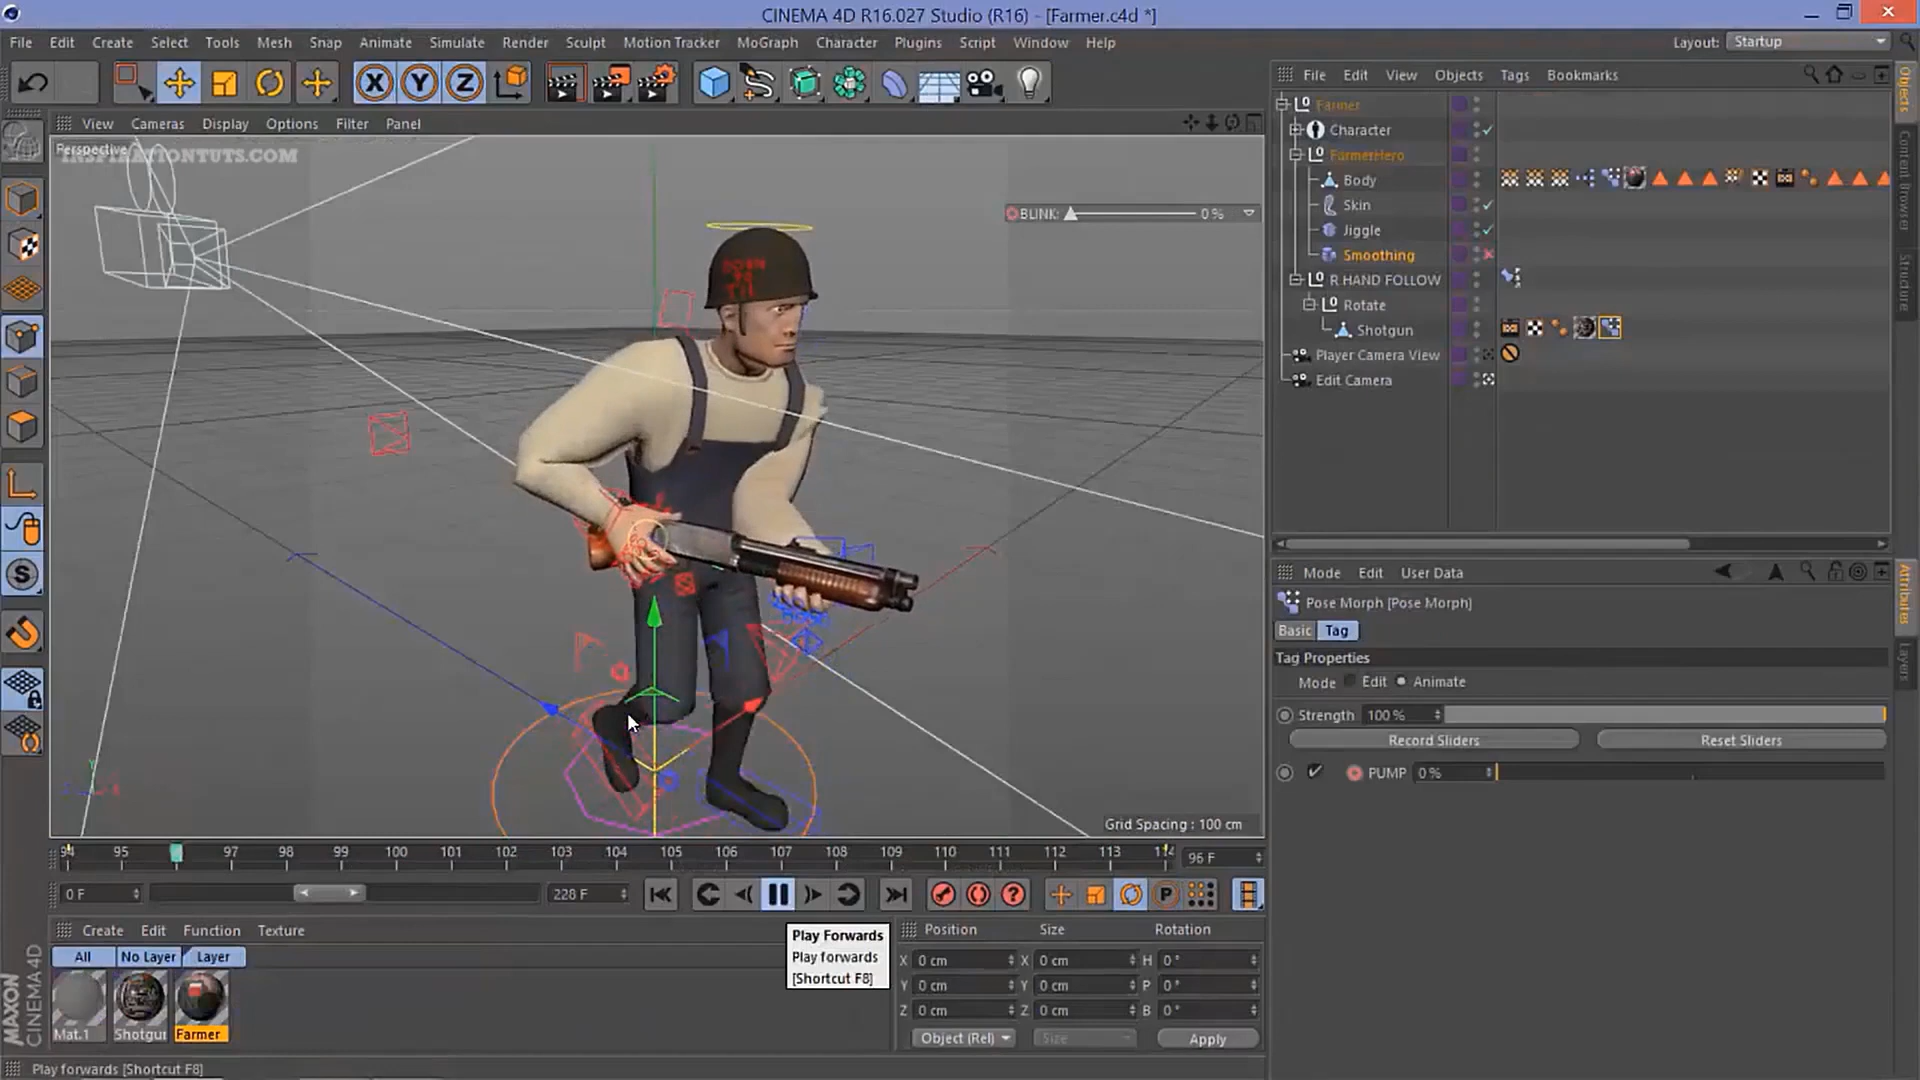 CINEMA 4D R16.027 Studio (R16) - [Farmer.c4d *]
File Edit Create Select Tools Mesh Snap Animate Simulate Render Sculpt Motion Tracker MoGraph Character Plugins Script Window Help
Layout: Startup
X Y Z
File Edit View Objects Tags Bookmarks
View Cameras Display Options Filter Panel
Perspective
INSPIRATIONTUTS.COM
BLINK: 0 %
Farmer
Character
FarmerHero
Body
Skin
Jiggle
Smoothing
R HAND FOLLOW
Rotate
Shotgun
Player Camera View
Edit Camera
Objects
Content Browser
Structure
Mode Edit User Data
Pose Morph [Pose Morph]
Basic Tag
Tag Properties
Mode Edit Animate
Strength 100 %
Record Sliders Reset Sliders
PUMP 0 %
Attributes
Layers
Grid Spacing : 100 cm
94 95 97 98 99 100 101 102 103 104 105 106 107 108 109 110 111 112 113 96 F
0 F 228 F
P
Create Edit Function Texture
All No Layer Layer
Mat.1 Shotgun Farmer
Play Forwards
Play forwards
[Shortcut F8]
Position Size Rotation
X 0 cm X 0 cm H 0 °
Y 0 cm Y 0 cm P 0 °
Z 0 cm Z 0 cm B 0 °
Object (Rel) Size Apply
MAXON
CINEMA 4D
Play forwards [Shortcut F8]